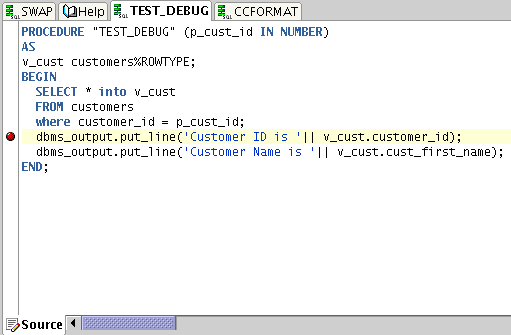 SWAP Help TEST_DEBUG CCFORMAT
PROCEDURE "TEST_DEBUG" (p_cust_id IN NUMBER)
AS
v_cust customers%ROWTYPE;
BEGIN
SELECT * into v_cust
FROM customers
where customer_id = p_cust_id;
dbms_output.put_line('Customer ID is '|| v_cust.customer_id);
dbms_output.put_line('Customer Name is '|| v_cust.cust_first_name);
END;
Source